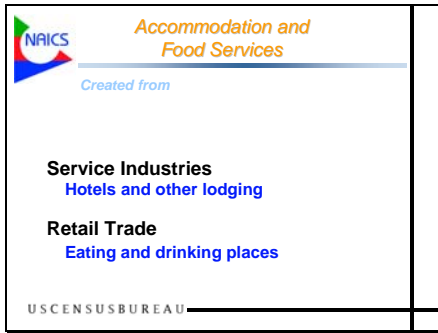 NAICS
Accommodation and
Food Services
Created from
Service Industries
Hotels and other lodging
Retail Trade
Eating and drinking places
USCENSUSBUREAU